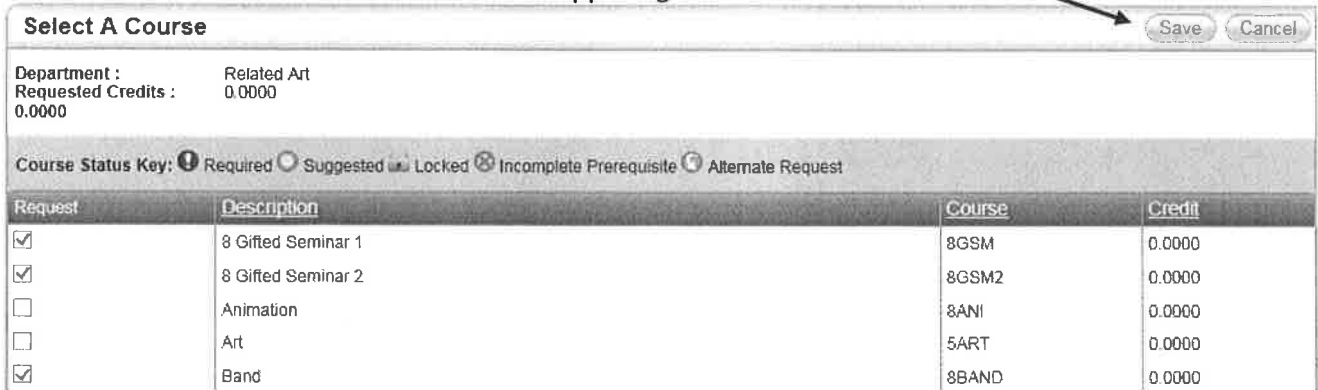 Select A Course Save Cancel
Department : Related Art
Requested Credits : 0.0000
0.0000
Course Status Key: Required Suggested Locked Incomplete Prerequisite Alternate Request
Request Description Course Credit
8 Gifted Seminar 1 8GSM 0.0000
8 Gifted Seminar 2 8GSM2 0.0000
Animation 8ANI 0.0000
Art 5ART 0.0000
Band 8BAND 0.0000